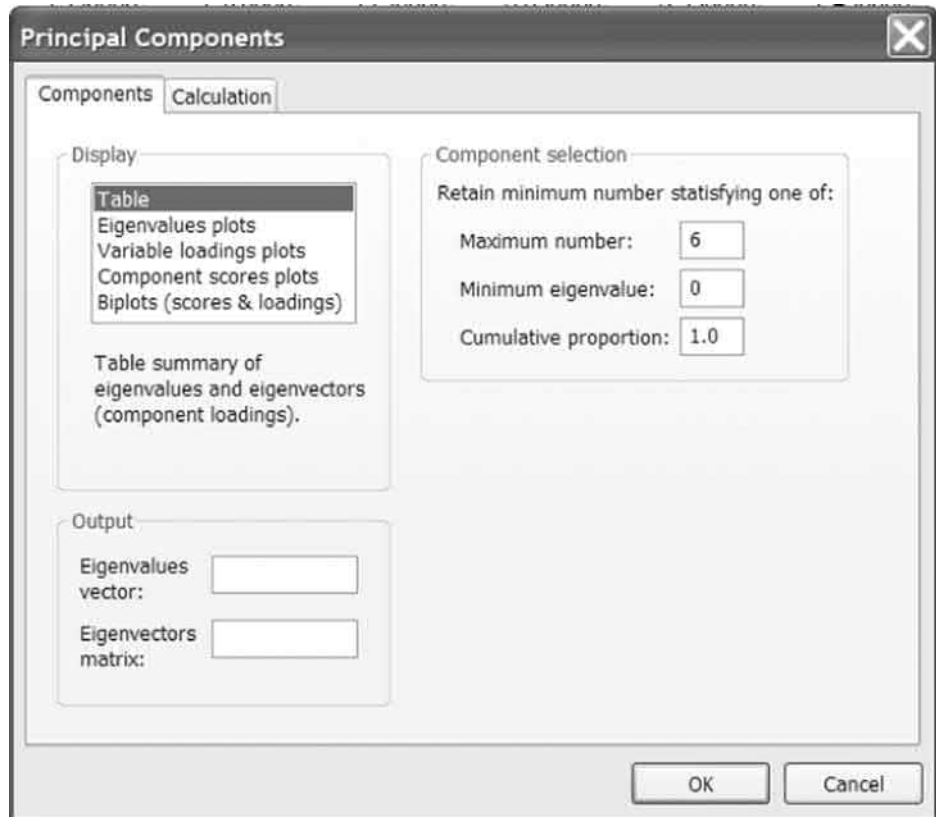 Principal Components
Components
Calculation
Display
Table
Eigenvalues plots
Variable loadings plots
Component scores plots
Biplots (scores & loadings)
Table summary of
eigenvalues and eigenvectors
(component loadings).
Component selection
Retain minimum number statisfying one of:
Maximum number: 6
Minimum eigenvalue: 0
Cumulative proportion: 1.0
Output
Eigenvalues
vector:
Eigenvectors
matrix:
OK
Cancel